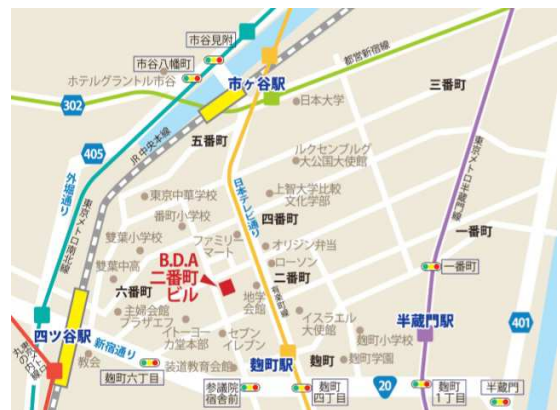 市谷見附
市谷八幡町
ホテルグラントル市谷
市ヶ谷駅
都営新宿線
三番町
302
日本大学
JR中央本線
五番町
ルクセンブルグ
大公国大使館
405
外堀通り
東京メトロ南北線
東京中華学校
番町小学校
日本テレビ通り
上智大学比較
文化学部
四番町
東京メトロ半蔵門線
雙葉小学校
ファミリー
マート
オリジン弁当
一番町
雙葉中高
ローソン
一番町
B.D.A
二番町
ビル
二番町
六番町
地学
会館
有楽町線
イスラエル
大使館
半蔵門駅
401
主婦会館
プラザエフ
四ツ谷駅
イトーヨー
カ堂本部
セブン
イレブン
麹町小学校
新宿通り
麹町駅
麹町
麹町学園
教会
装道教育会館
東京メトロ
丸の内線
麹町六丁目
参議院
宿舎前
麹町
四丁目
20
麹町
1丁目
半蔵門